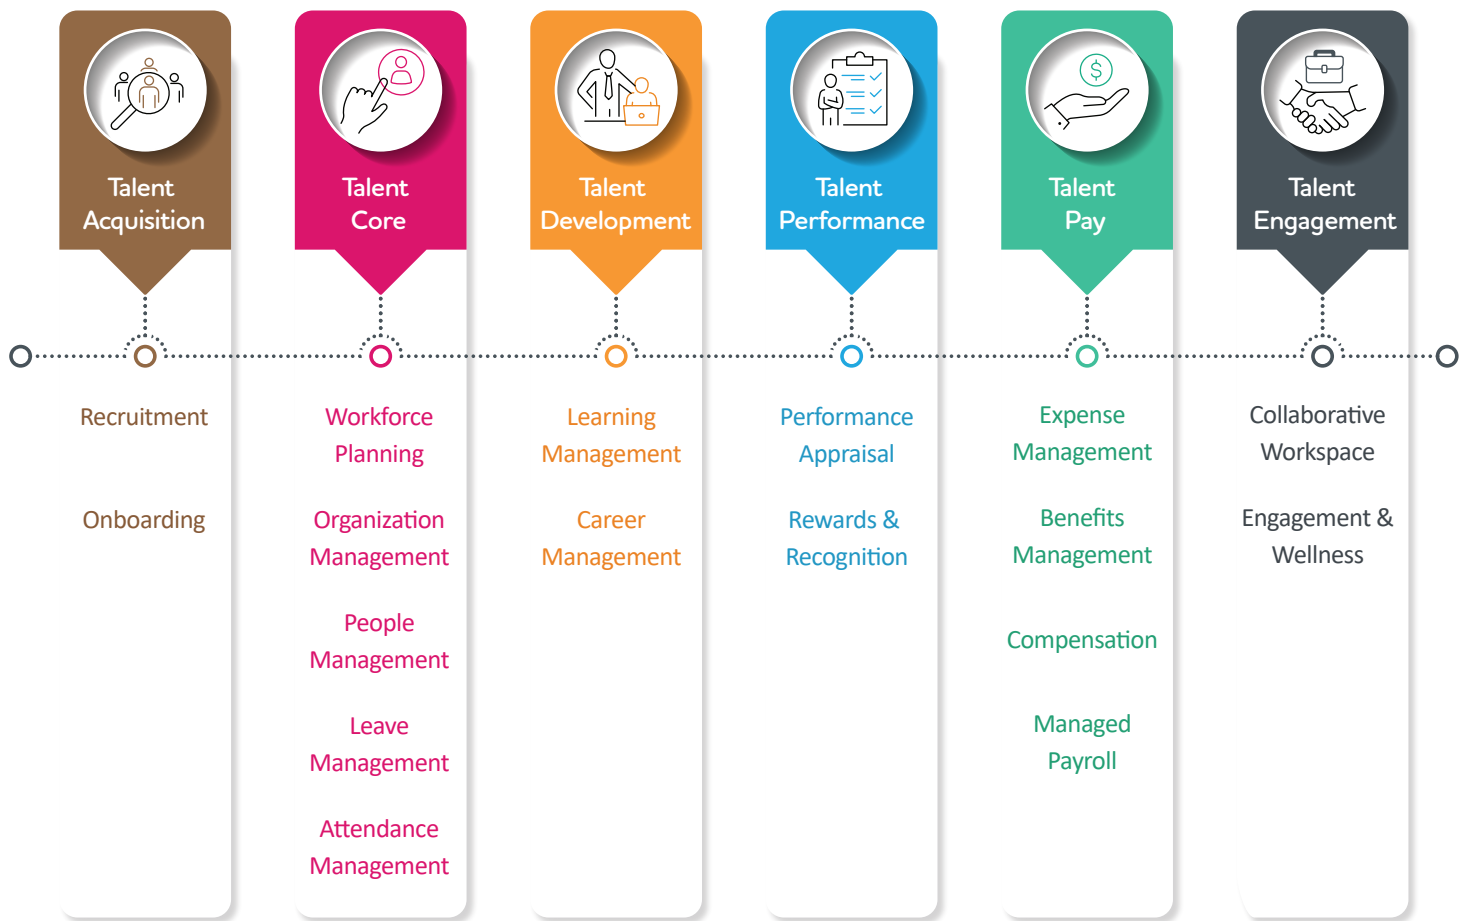 Talent
Acquisition
Recruitment
Onboarding
Talent
Core
Workforce
Planning
Organization
Management
People
Management
Leave
Management
Attendance
Management
Talent
Development
Learning
Management
Career
Management
Talent
Performance
Performance
Appraisal
Rewards &
Recognition
Talent
Pay
$
Expense
Management
Benefits
Management
Compensation
Managed
Payroll
Talent
Engagement
Collaborative
Workspace
Engagement &
Wellness